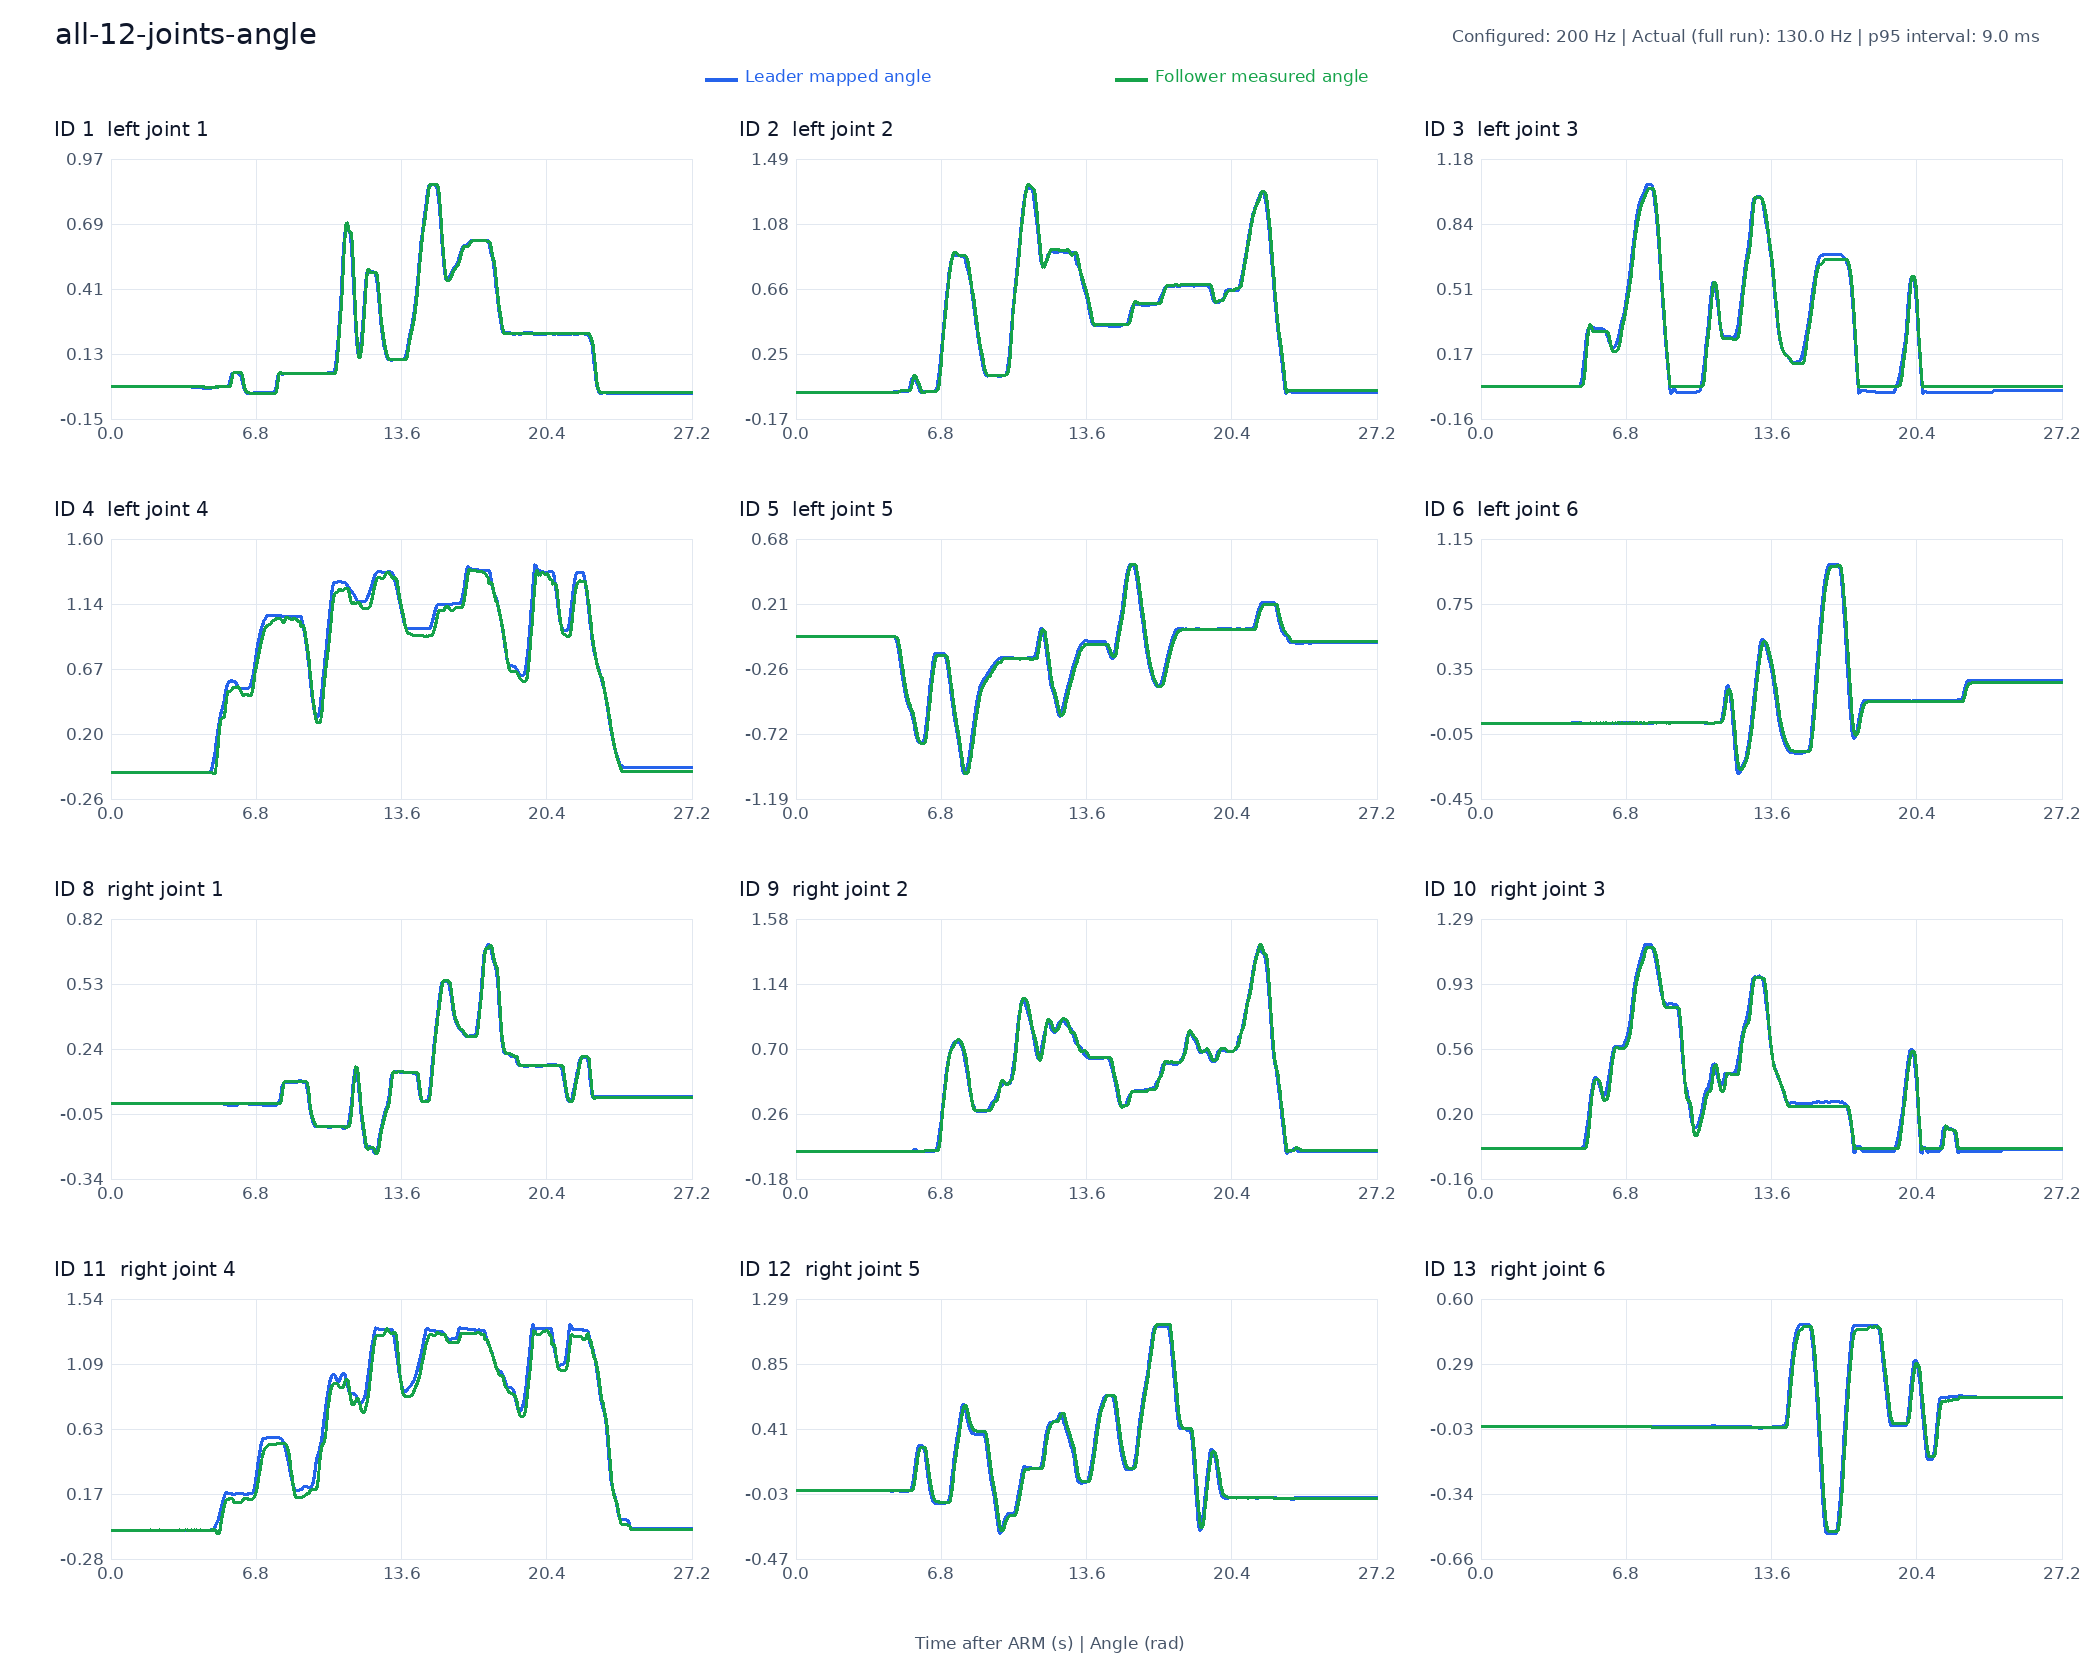 all-12-joints-angle
Configured: 200 Hz | Actual (full run): 130.0 Hz | p95 interval: 9.0 ms
Leader mapped angle
Follower measured angle
ID 1 left joint 1
0.97
0.69
0.41
0.13
-0.15
0.0 6.8 13.6 20.4 27.2
ID 2 left joint 2
1.49
1.08
0.66
0.25
-0.17
0.0 6.8 13.6 20.4 27.2
ID 3 left joint 3
1.18
0.84
0.51
0.17
-0.16
0.0 6.8 13.6 20.4 27.2
ID 4 left joint 4
1.60
1.14
0.67
0.20
-0.26
0.0 6.8 13.6 20.4 27.2
ID 5 left joint 5
0.68
0.21
-0.26
-0.72
-1.19
0.0 6.8 13.6 20.4 27.2
ID 6 left joint 6
1.15
0.75
0.35
-0.05
-0.45
0.0 6.8 13.6 20.4 27.2
ID 8 right joint 1
0.82
0.53
0.24
-0.05
-0.34
0.0 6.8 13.6 20.4 27.2
ID 9 right joint 2
1.58
1.14
0.70
0.26
-0.18
0.0 6.8 13.6 20.4 27.2
ID 10 right joint 3
1.29
0.93
0.56
0.20
-0.16
0.0 6.8 13.6 20.4 27.2
ID 11 right joint 4
1.54
1.09
0.63
0.17
-0.28
0.0 6.8 13.6 20.4 27.2
ID 12 right joint 5
1.29
0.85
0.41
-0.03
-0.47
0.0 6.8 13.6 20.4 27.2
ID 13 right joint 6
0.60
0.29
-0.03
-0.34
-0.66
0.0 6.8 13.6 20.4 27.2
Time after ARM (s) | Angle (rad)